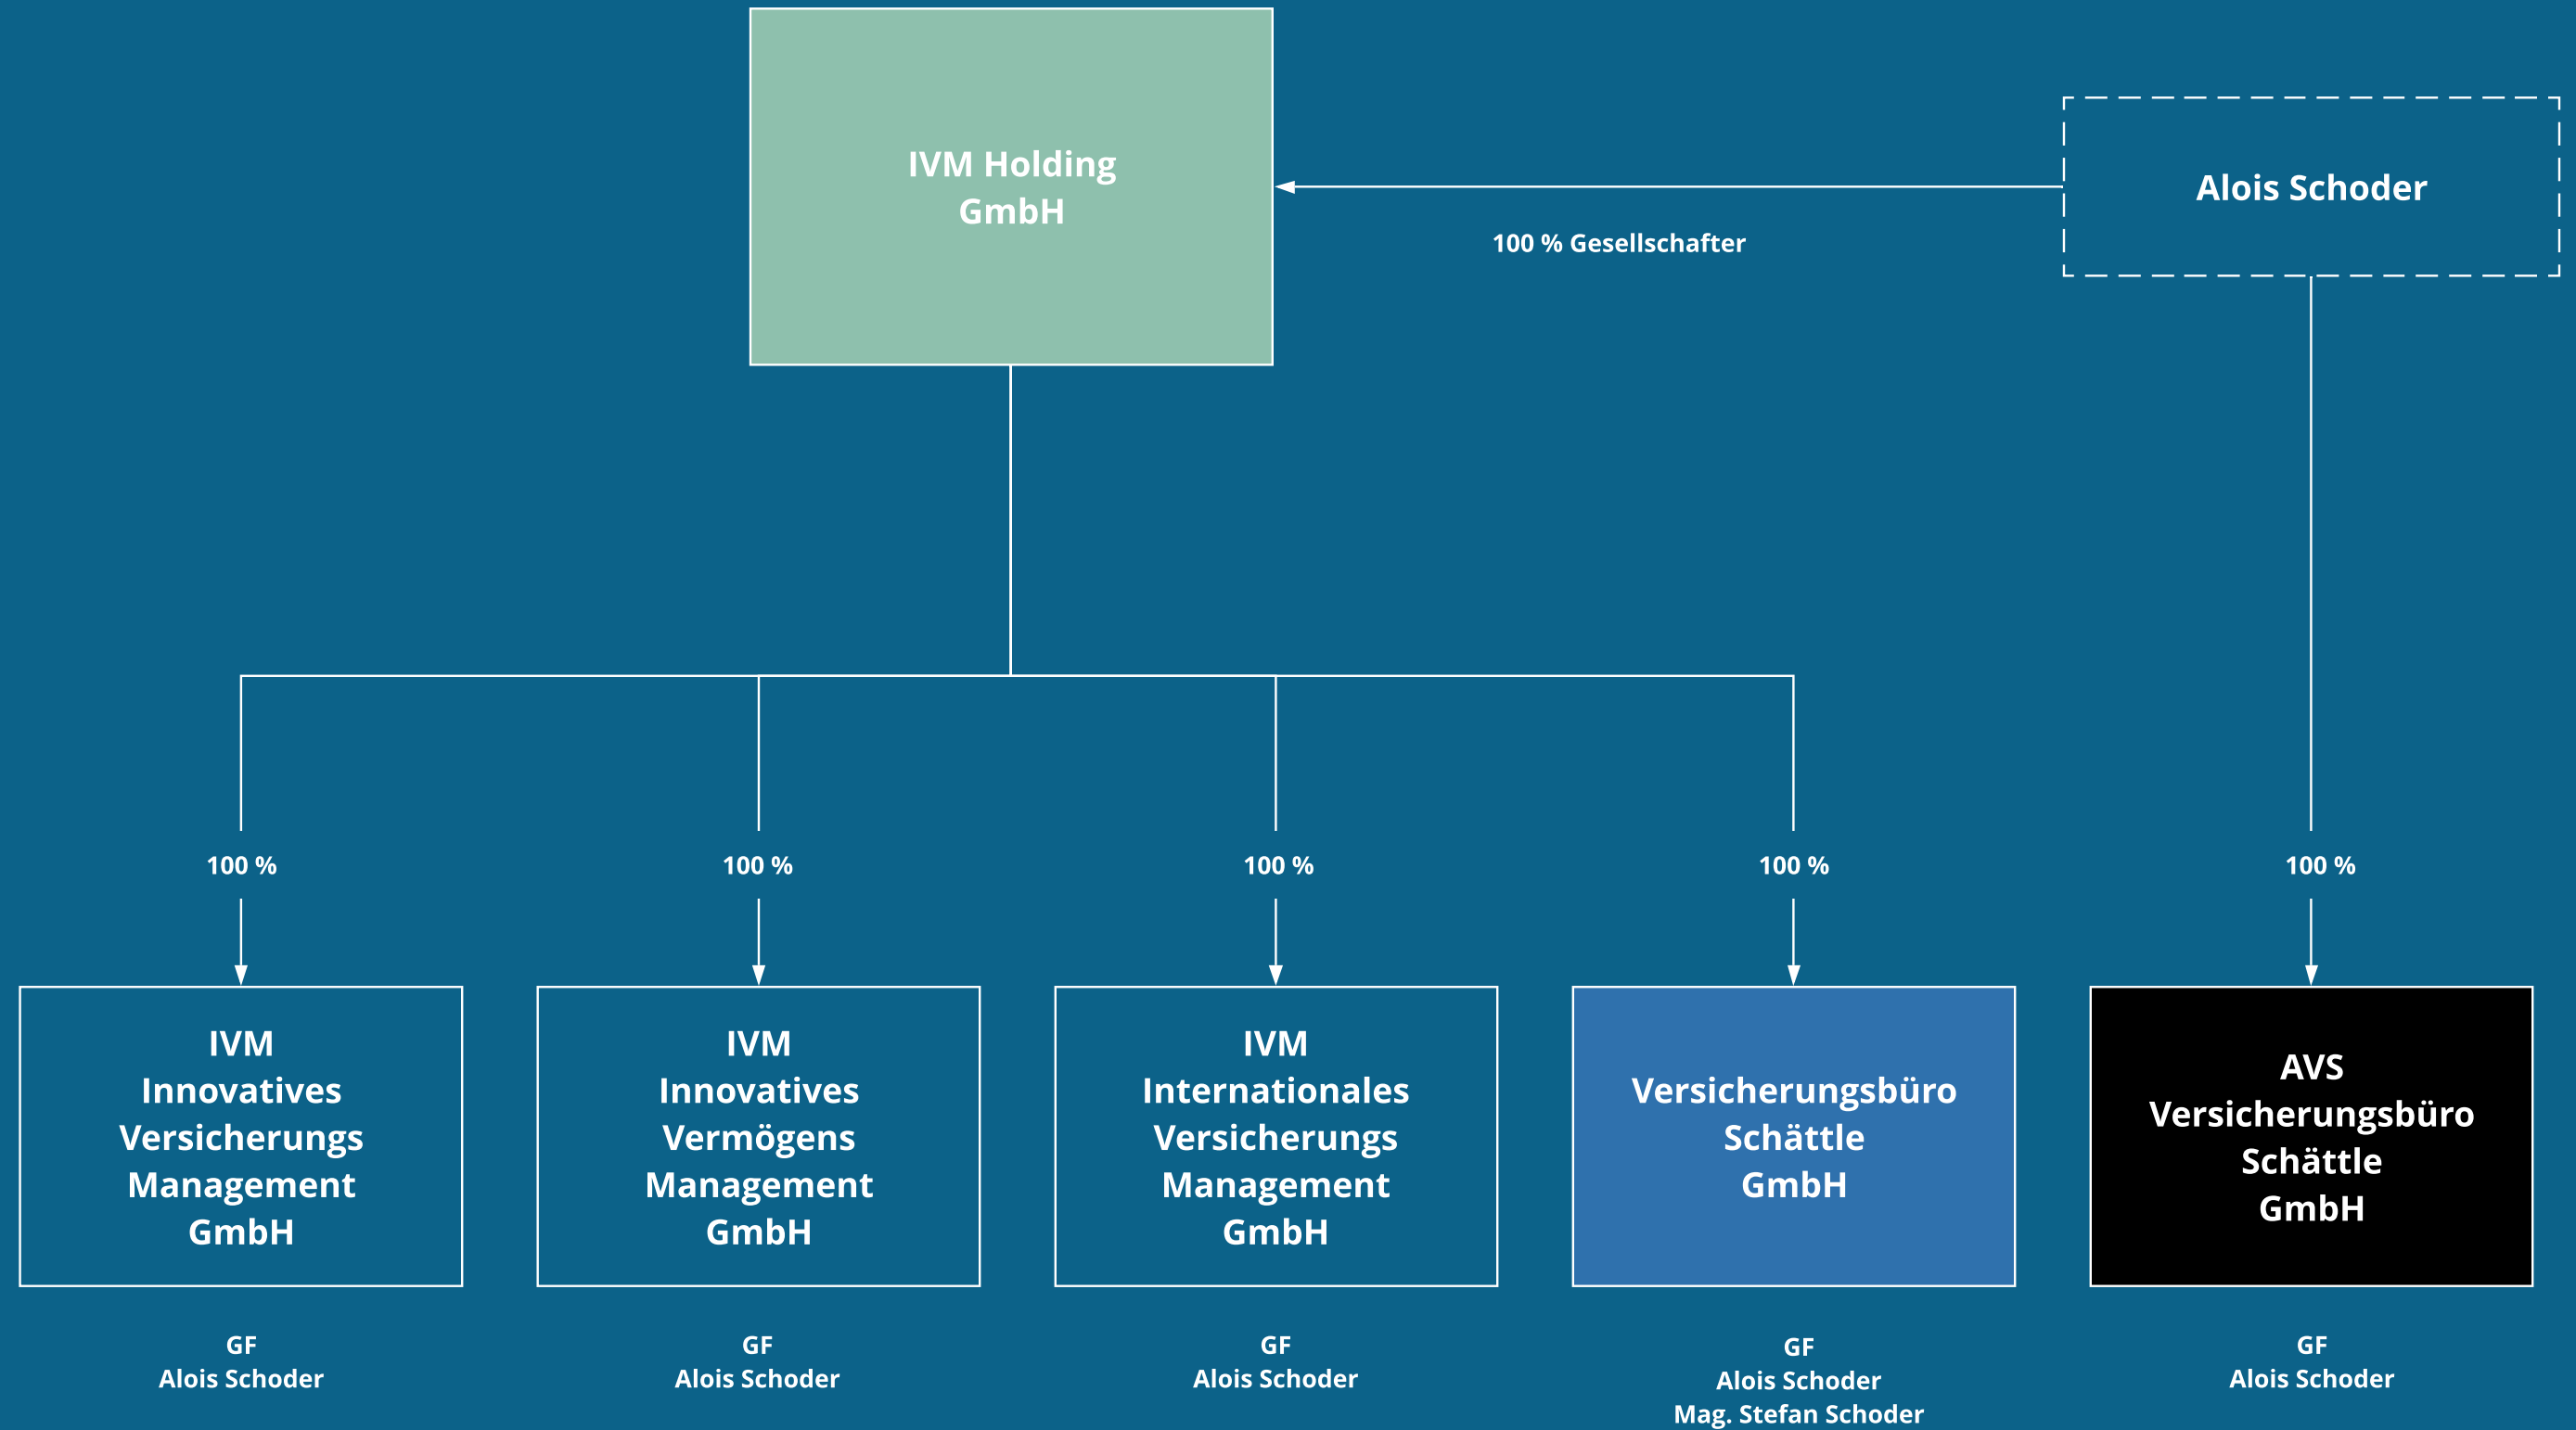 IVM Holding
GmbH
Alois Schoder
100 % Gesellschafter
100 %
100 %
100 %
100 %
100 %
IVM
Innovatives
Versicherungs
Management
GmbH
IVM
Innovatives
Vermögens
Management
GmbH
IVM
Internationales
Versicherungs
Management
GmbH
Versicherungsbüro
Schättle
GmbH
AVS
Versicherungsbüro
Schättle
GmbH
GF
Alois Schoder
GF
Alois Schoder
GF
Alois Schoder
GF
Alois Schoder
Mag. Stefan Schoder
GF
Alois Schoder